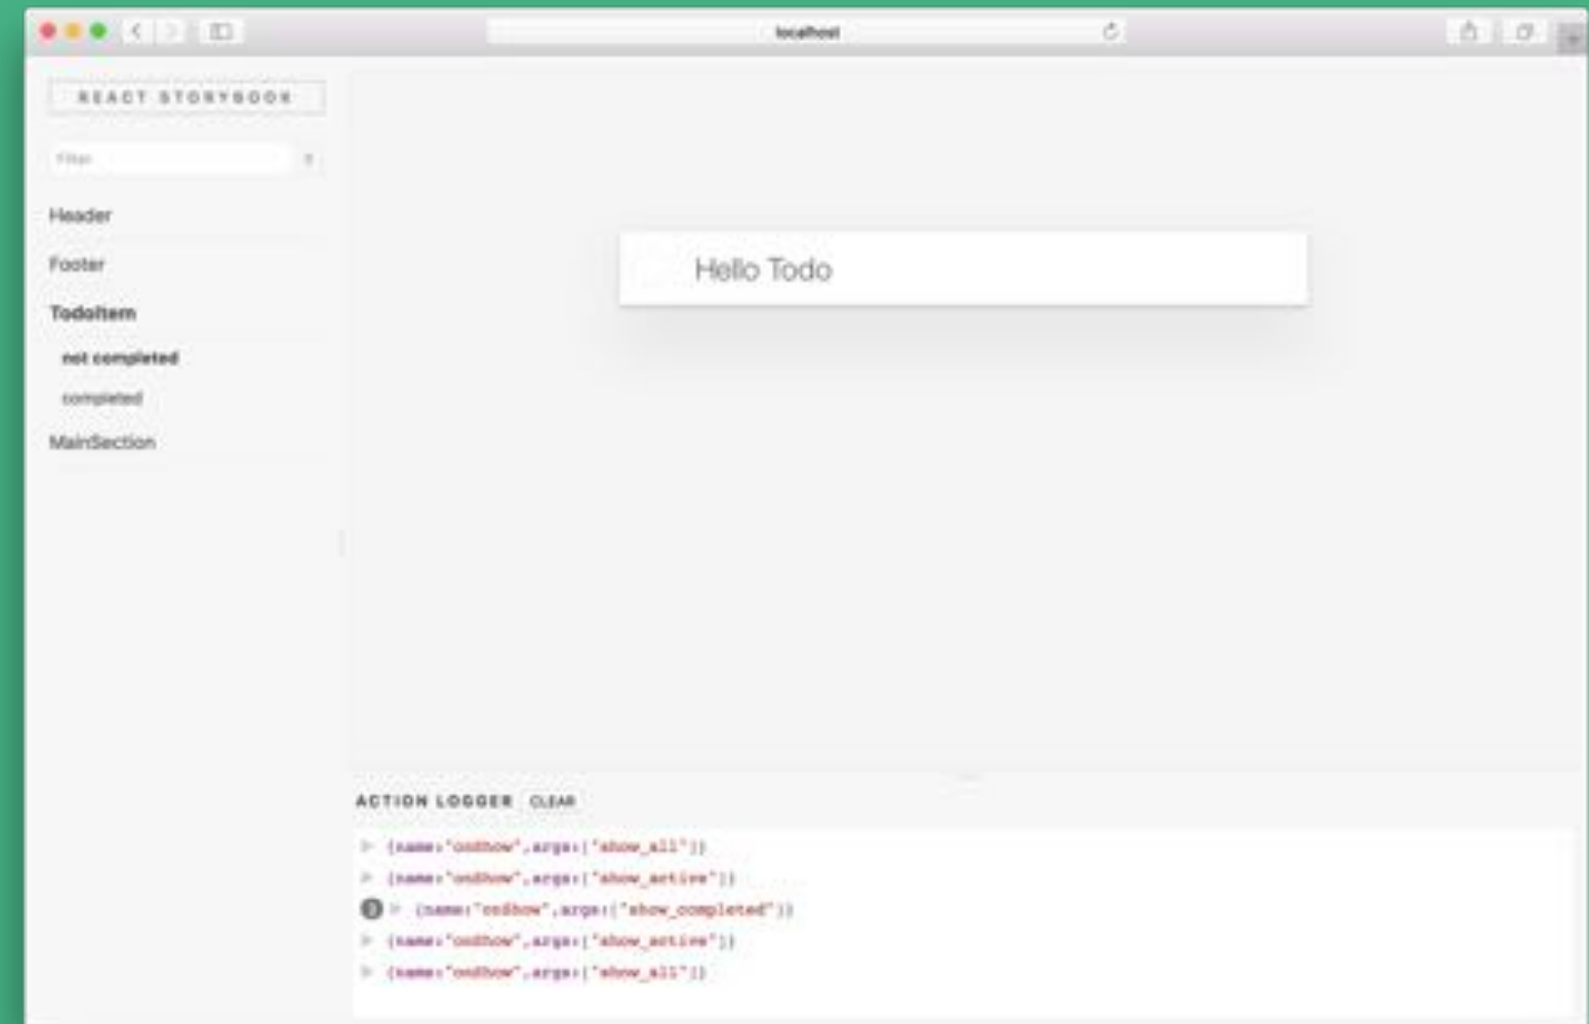 localhost
REACT STORYBOOK
Filter
Header
Footer
TodoItem
not completed
completed
MainSection
Hello Todo
ACTION LOGGER CLEAR
{name:"onShow",args:["show_all"]}
{name:"onShow",args:["show_active"]}
{name:"onShow",args:["show_completed"]}
{name:"onShow",args:["show_active"]}
{name:"onShow",args:["show_all"]}